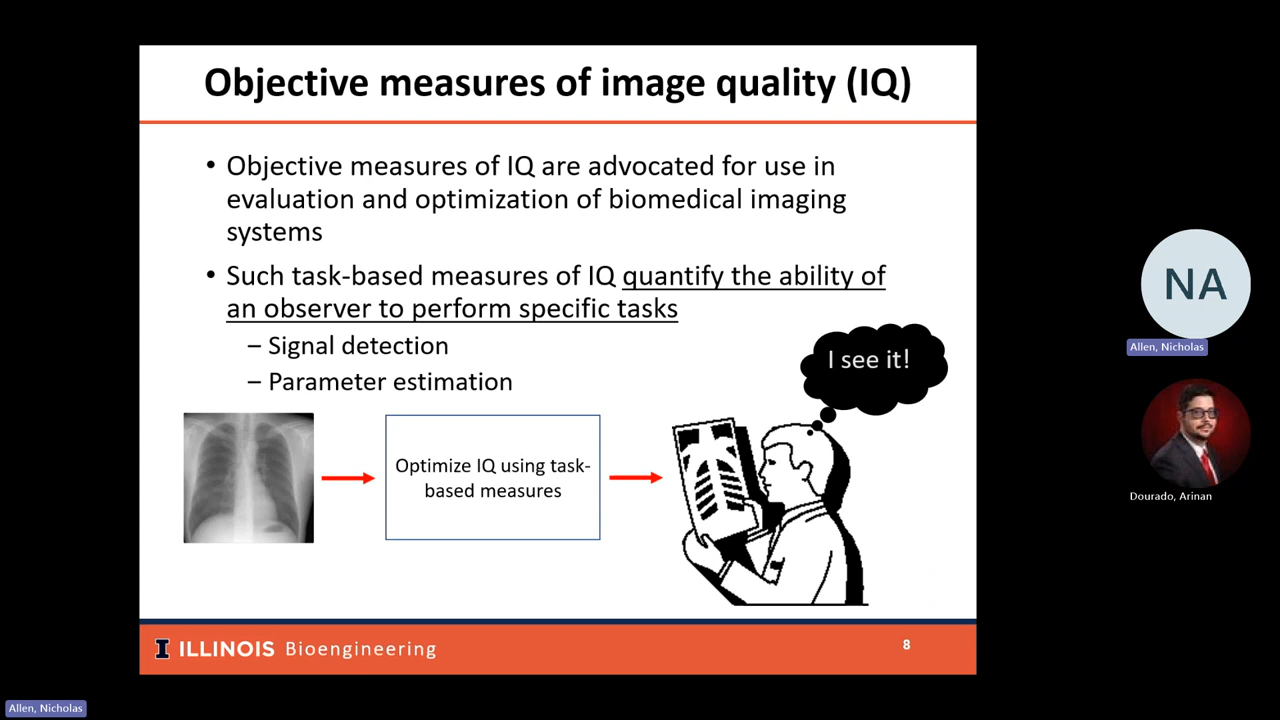 Objective measures of image quality (IQ)
• Objective measures of IQ are advocated for use in
evaluation and optimization of biomedical imaging
systems
• Such task-based measures of IQ quantify the ability of
an observer to perform specific tasks
– Signal detection
– Parameter estimation
I see it!
Optimize IQ using task-
based measures
I ILLINOIS Bioengineering
8
NA
Allen, Nicholas
Dourado, Arinan
Allen, Nicholas